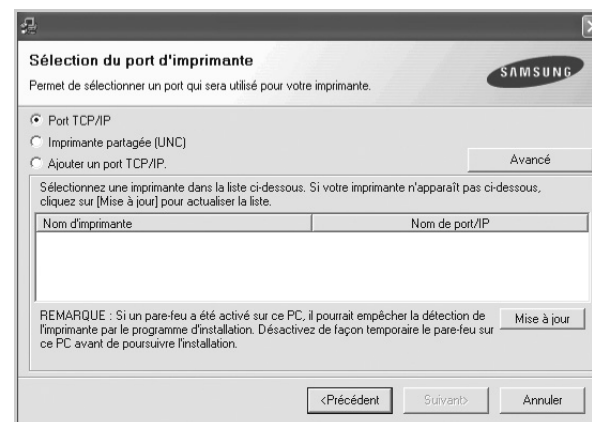 Sélection du port d'imprimante
Permet de sélectionner un port qui sera utilisé pour votre imprimante.
SAMSUNG
Port TCP/IP
Imprimante partagée (UNC)
Ajouter un port TCP/IP.
Avancé
Sélectionnez une imprimante dans la liste ci-dessous. Si votre imprimante n'apparaît pas ci-dessous,
cliquez sur [Mise à jour] pour actualiser la liste.
Nom d'imprimante Nom de port/IP
REMARQUE : Si un pare-feu a été activé sur ce PC, il pourrait empêcher la détection de
l'imprimante par le programme d'installation. Désactivez de façon temporaire le pare-feu sur
ce PC avant de poursuivre l'installation.
Mise à jour
<Précédent Suivant> Annuler